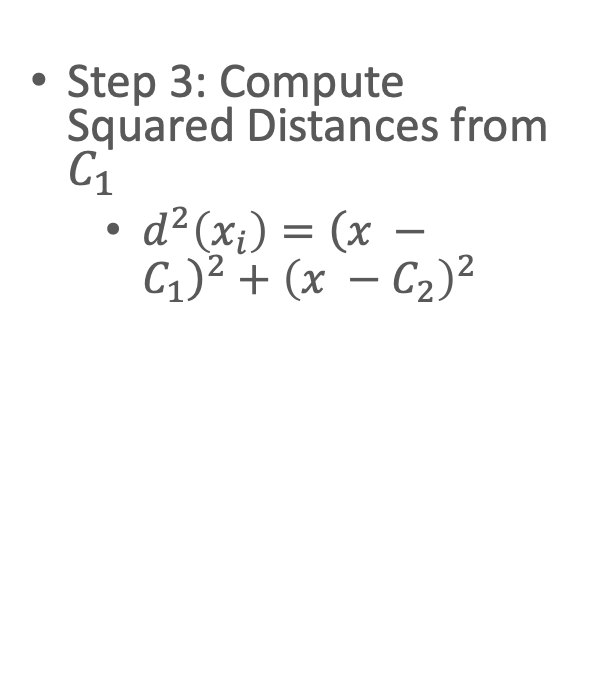 • Step 3: Compute
Squared Distances from
𝐶₁
• 𝑑²(𝑥ᵢ) = (𝑥 −
𝐶₁)² + (𝑥 − 𝐶₂)²